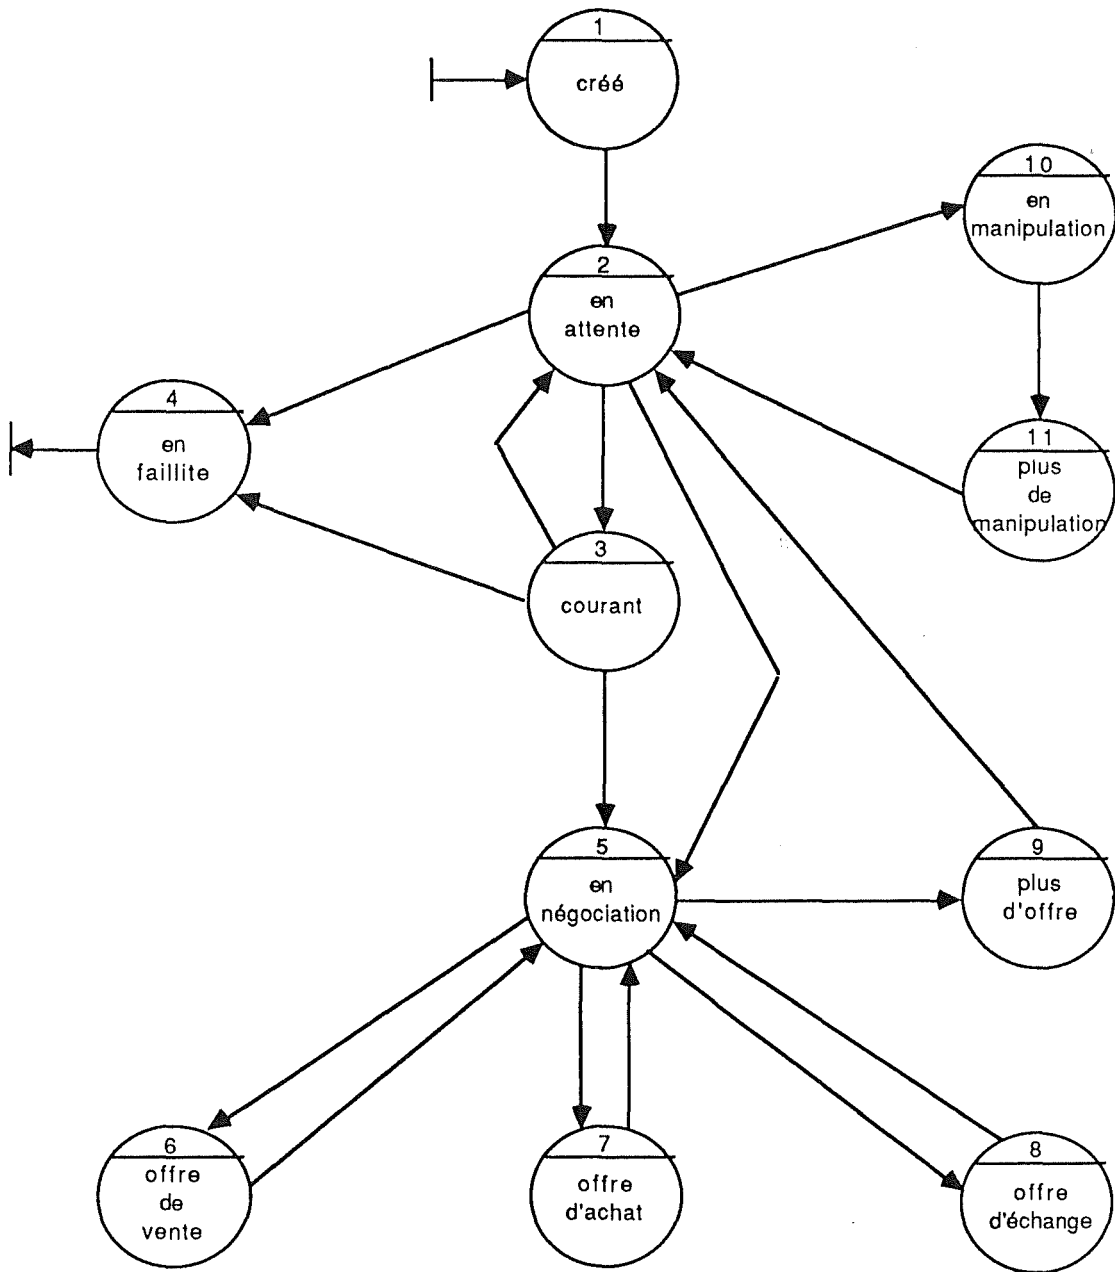 1
créé
10
en
manipulation
2
en
attente
4
en
faillite
11
plus
de
manipulation
3
courant
5
en
négociation
9
plus
d'offre
6
offre
de
vente
7
offre
d'achat
8
offre
d'échange